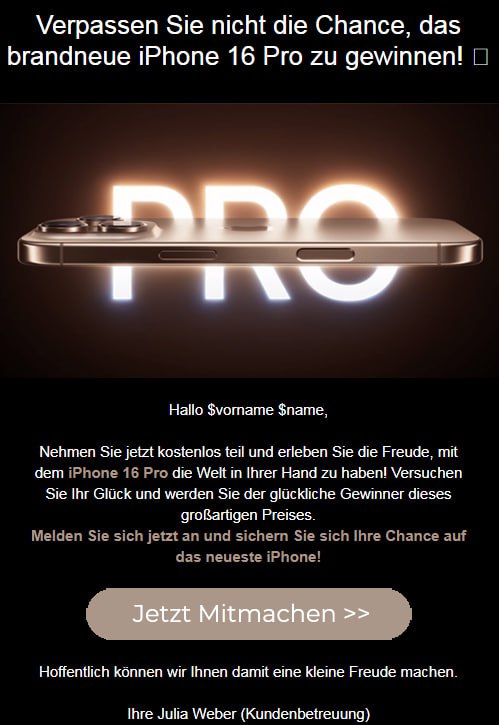 Verpassen Sie nicht die Chance, das
brandneue iPhone 16 Pro zu gewinnen!
PRO
Hallo $vorname $name,
Nehmen Sie jetzt kostenlos teil und erleben Sie die Freude, mit
dem iPhone 16 Pro die Welt in Ihrer Hand zu haben! Versuchen
Sie Ihr Glück und werden Sie der glückliche Gewinner dieses
großartigen Preises.
Melden Sie sich jetzt an und sichern Sie sich Ihre Chance auf
das neueste iPhone!
Jetzt Mitmachen >>
Hoffentlich können wir Ihnen damit eine kleine Freude machen.
Ihre Julia Weber (Kundenbetreuung)